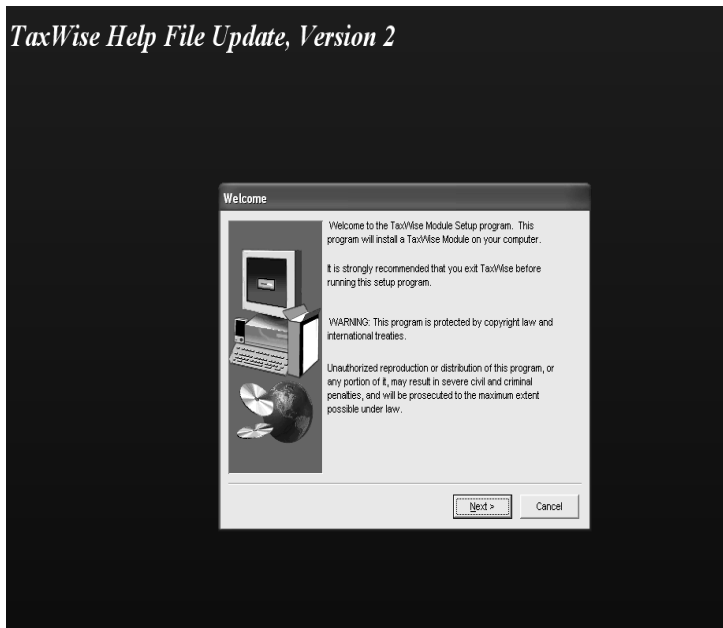 TaxWise Help File Update, Version 2
Welcome
Welcome to the TaxWise Module Setup program. This
program will install a TaxWise Module on your computer.
It is strongly recommended that you exit TaxWise before
running this setup program.
WARNING: This program is protected by copyright law and
international treaties.
Unauthorized reproduction or distribution of this program, or
any portion of it, may result in severe civil and criminal
penalties, and will be prosecuted to the maximum extent
possible under law.
Next > Cancel